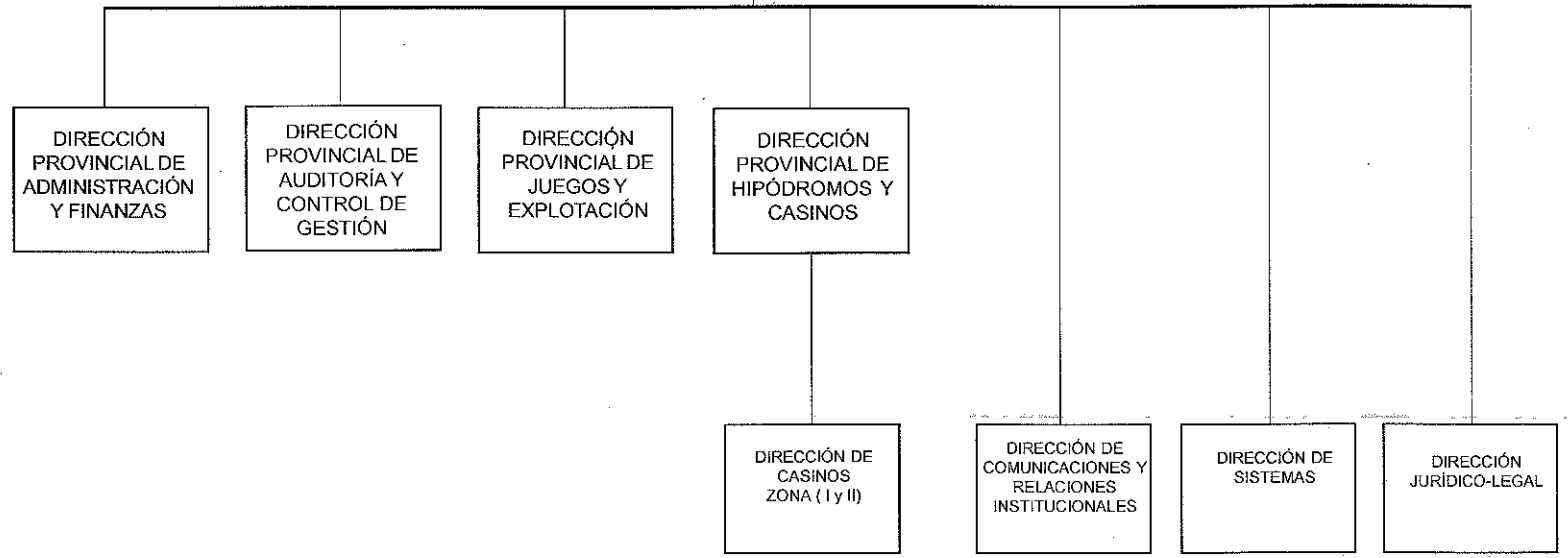 DIRECCIÓN
PROVINCIAL DE
ADMINISTRACIÓN
Y FINANZAS
DIRECCIÓN
PROVINCIAL DE
AUDITORÍA Y
CONTROL DE
GESTIÓN
DIRECCIÓN
PROVINCIAL DE
JUEGOS Y
EXPLOTACIÓN
DIRECCIÓN
PROVINCIAL DE
HIPÓDROMOS Y
CASINOS
DIRECCIÓN DE
CASINOS
ZONA ( I y II)
DIRECCIÓN DE
COMUNICACIONES Y
RELACIONES
INSTITUCIONALES
DIRECCIÓN DE
SISTEMAS
DIRECCIÓN
JURÍDICO-LEGAL